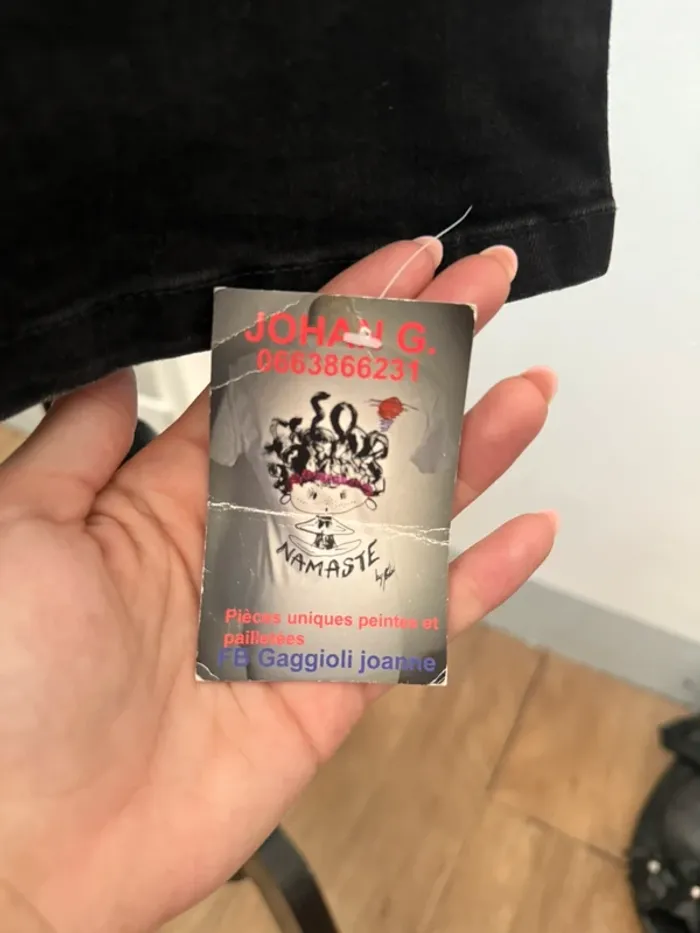 JOHAN G.
0663866231
NAMASTE
Pièces uniques peintes et
pailletées
FB Gaggioli joanne